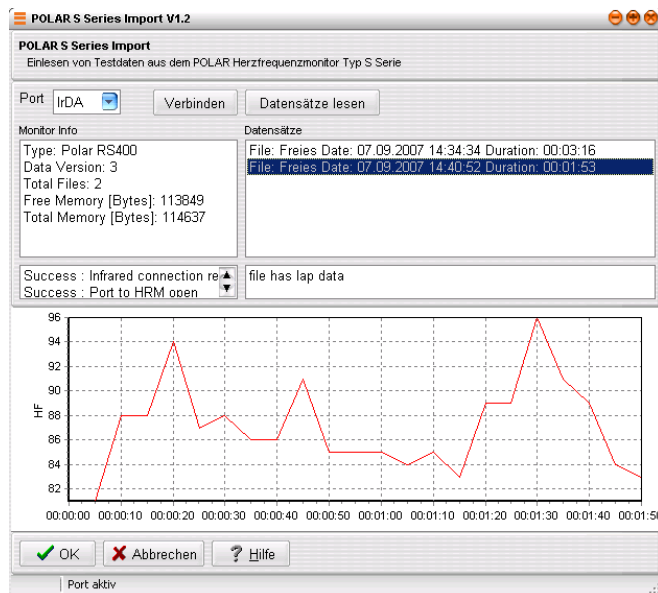 POLAR S Series Import V1.2
POLAR S Series Import
Einlesen von Testdaten aus dem POLAR Herzfrequenzmonitor Typ S Serie
Port IrDA Verbinden Datensätze lesen
Monitor Info
Type: Polar RS400
Data Version: 3
Total Files: 2
Free Memory [Bytes]: 113849
Total Memory [Bytes]: 114637
Success : Infrared connection re
Success : Port to HRM open
Datensätze
File: Freies Date: 07.09.2007 14:34:34 Duration: 00:03:16
File: Freies Date: 07.09.2007 14:40:52 Duration: 00:01:53
file has lap data
96
94
92
90
88
86
84
82
HF
00:00:00 00:00:10 00:00:20 00:00:30 00:00:40 00:00:50 00:01:00 00:01:10 00:01:20 00:01:30 00:01:40 00:01:50
OK Abbrechen Hilfe
Port aktiv